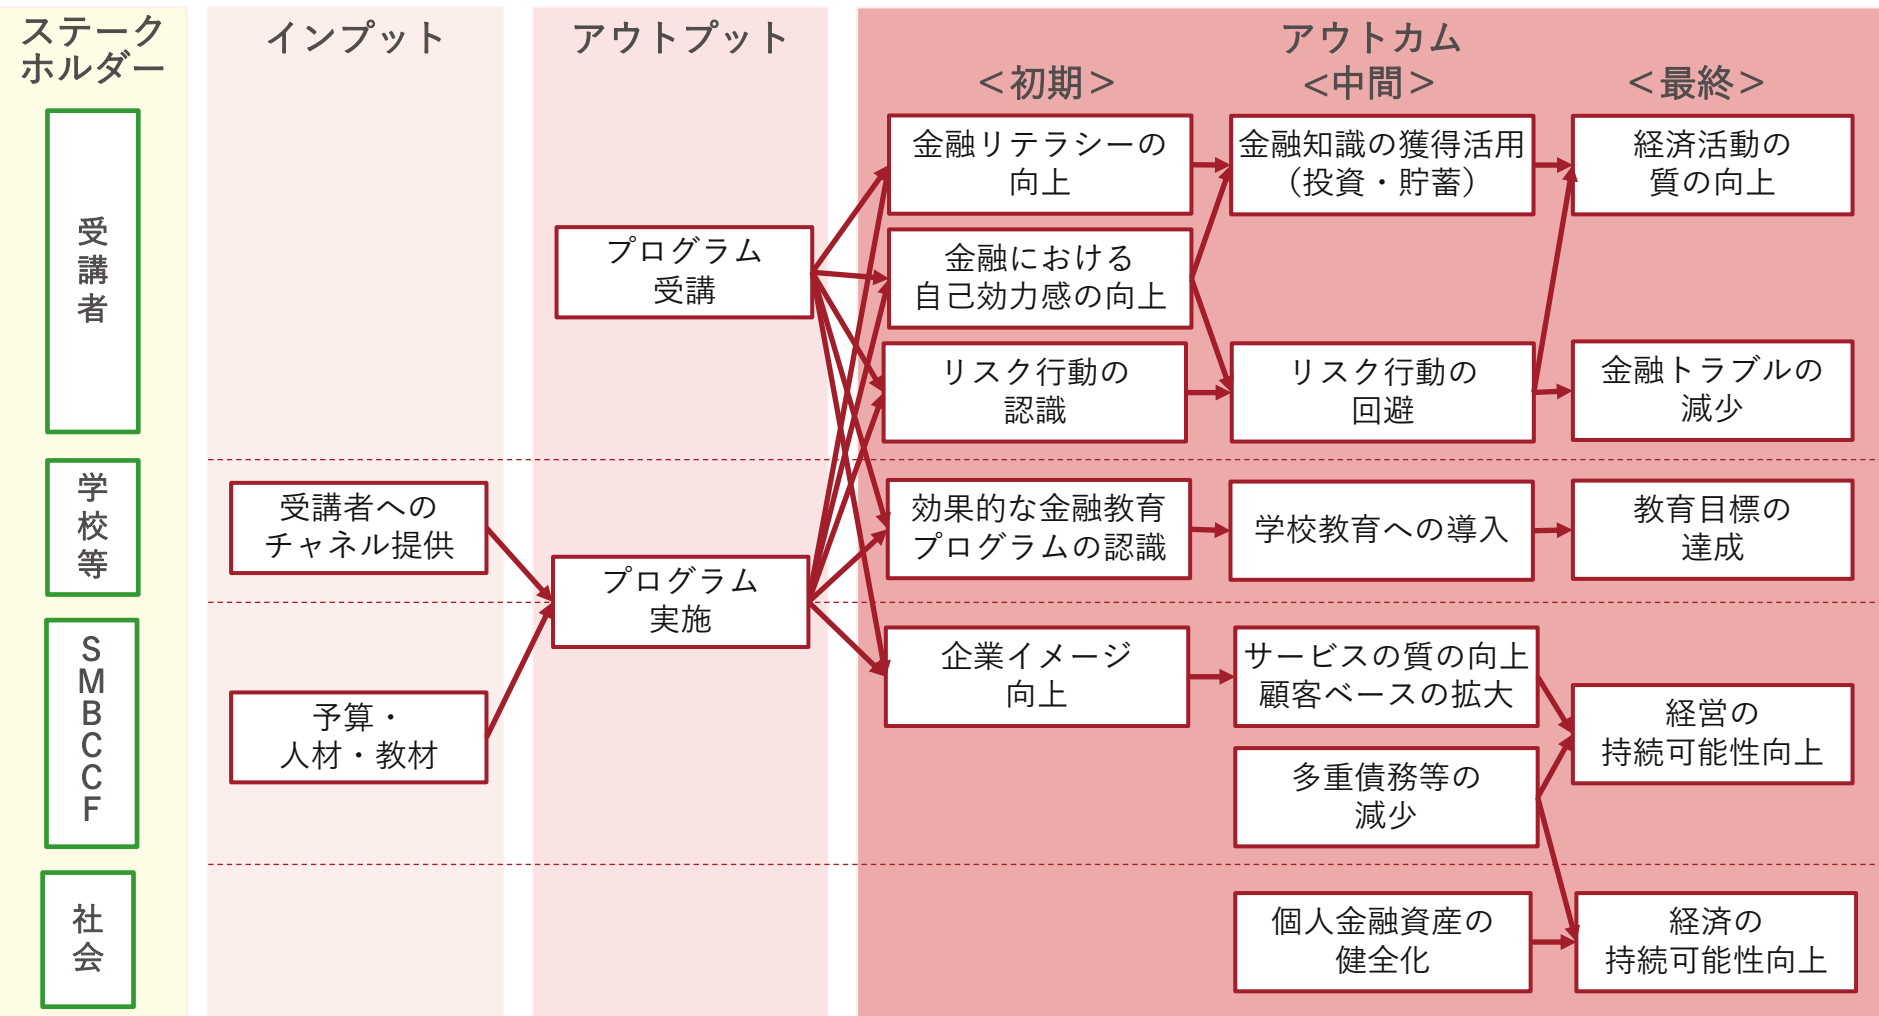 ステーク
ホルダー
インプット
アウトプット
アウトカム
＜初期＞
＜中間＞
＜最終＞
受
講
者
プログラム
受講
金融リテラシーの
向上
金融知識の獲得活用
（投資・貯蓄）
経済活動の
質の向上
金融における
自己効力感の向上
リスク行動の
認識
リスク行動の
回避
金融トラブルの
減少
学
校
等
受講者への
チャネル提供
プログラム
実施
効果的な金融教育
プログラムの認識
学校教育への導入
教育目標の
達成
S
M
B
C
C
F
予算・
人材・教材
企業イメージ
向上
サービスの質の向上
顧客ベースの拡大
経営の
持続可能性向上
多重債務等の
減少
社
会
個人金融資産の
健全化
経済の
持続可能性向上